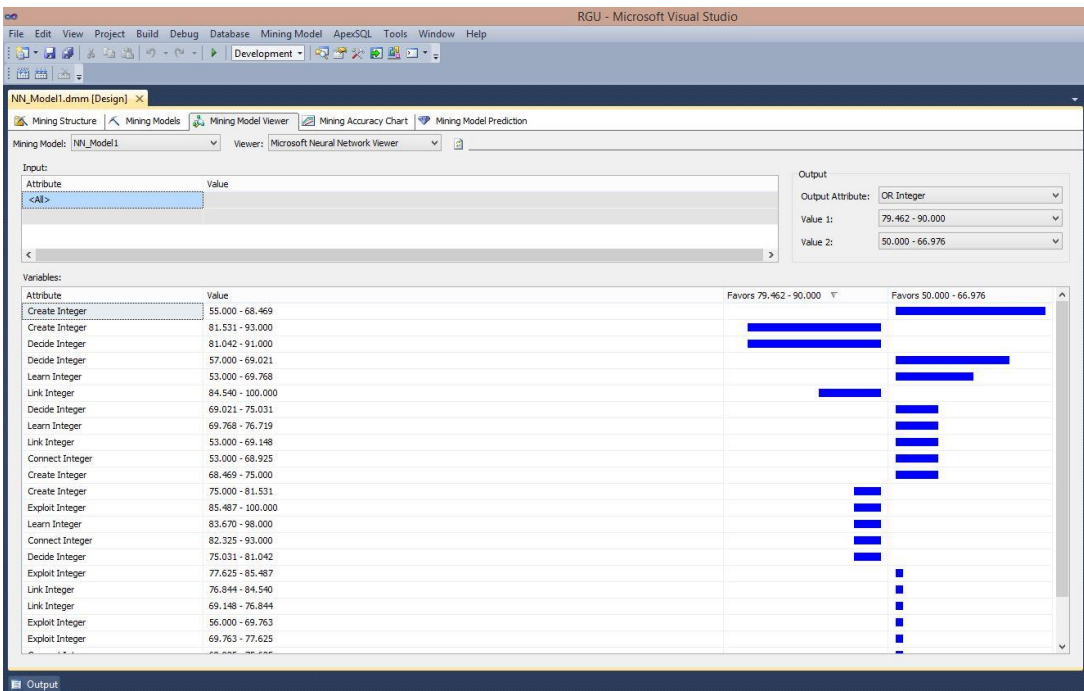 RGU - Microsoft Visual Studio
File Edit View Project Build Debug Database Mining Model ApexSQL Tools Window Help
Development
NN_Model1.dmm [Design]
Mining Structure Mining Models Mining Model Viewer Mining Accuracy Chart Mining Model Prediction
Mining Model: NN_Model1 Viewer: Microsoft Neural Network Viewer
Input:
Attribute Value
<All>
Output
Output Attribute: OR Integer
Value 1: 79.462 - 90.000
Value 2: 50.000 - 66.976
Variables:
Attribute Value Favors 79.462 - 90.000 Favors 50.000 - 66.976
Create Integer 55.000 - 68.469
Create Integer 81.531 - 93.000
Decide Integer 81.042 - 91.000
Decide Integer 57.000 - 69.021
Learn Integer 53.000 - 69.768
Link Integer 84.540 - 100.000
Decide Integer 69.021 - 75.031
Learn Integer 69.768 - 76.719
Link Integer 53.000 - 69.148
Connect Integer 53.000 - 68.925
Create Integer 68.469 - 75.000
Create Integer 75.000 - 81.531
Exploit Integer 85.487 - 100.000
Learn Integer 83.670 - 98.000
Connect Integer 82.325 - 93.000
Decide Integer 75.031 - 81.042
Exploit Integer 77.625 - 85.487
Link Integer 76.844 - 84.540
Link Integer 69.148 - 76.844
Exploit Integer 56.000 - 69.763
Exploit Integer 69.763 - 77.625
Output